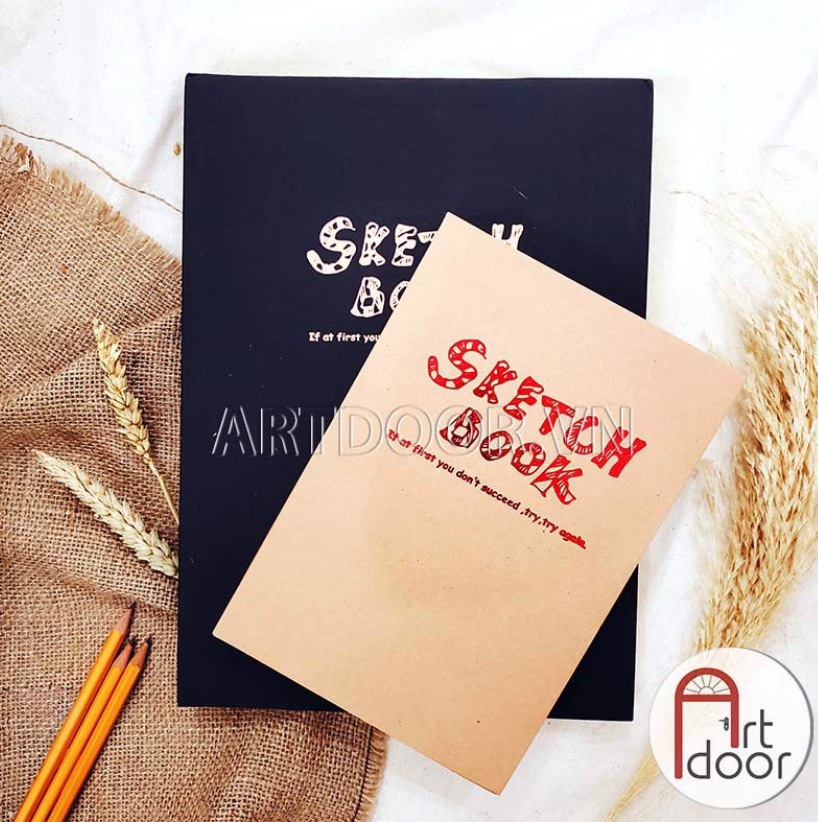 SKETCH
BO
If at first you
SKETCH
BOOK
If at first you don't succeed ,try,try again.
ARTDOOR.VN
Art
door